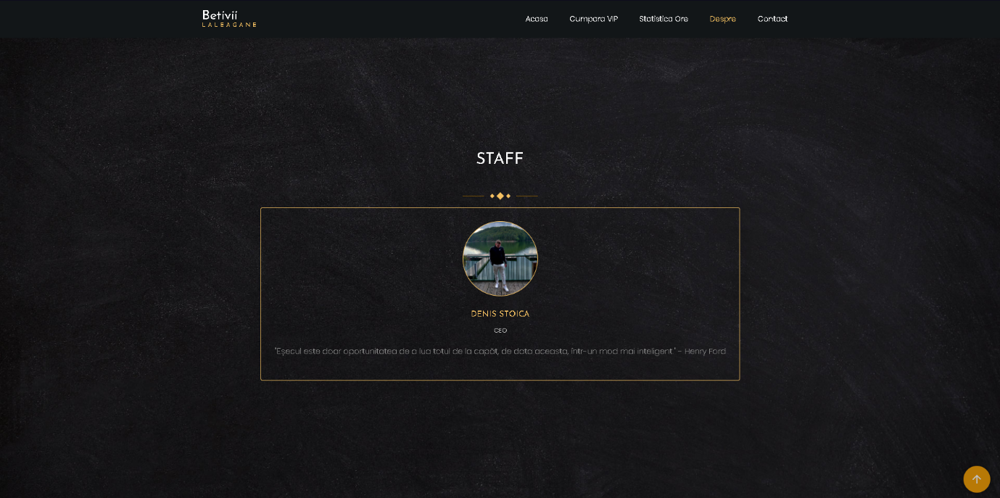 Betivii
LALEAGANE
Acasa Cumpara VIP Statistica Ore Despre Contact
STAFF
DENIS STOICA
CEO
"Eșecul este doar oportunitatea de a lua totul de la capăt, de data aceasta, într-un mod mai inteligent." - Henry Ford